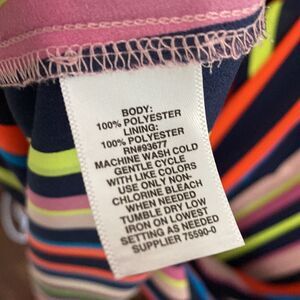 BODY:
100% POLYESTER
LINING:
100% POLYESTER
RN#93677
MACHINE WASH COLD
GENTLE CYCLE
WITH LIKE COLORS
USE ONLY NON-
CHLORINE BLEACH
WHEN NEEDED
TUMBLE DRY LOW
IRON ON LOWEST
SETTING AS NEEDED
SUPPLIER 75590-0